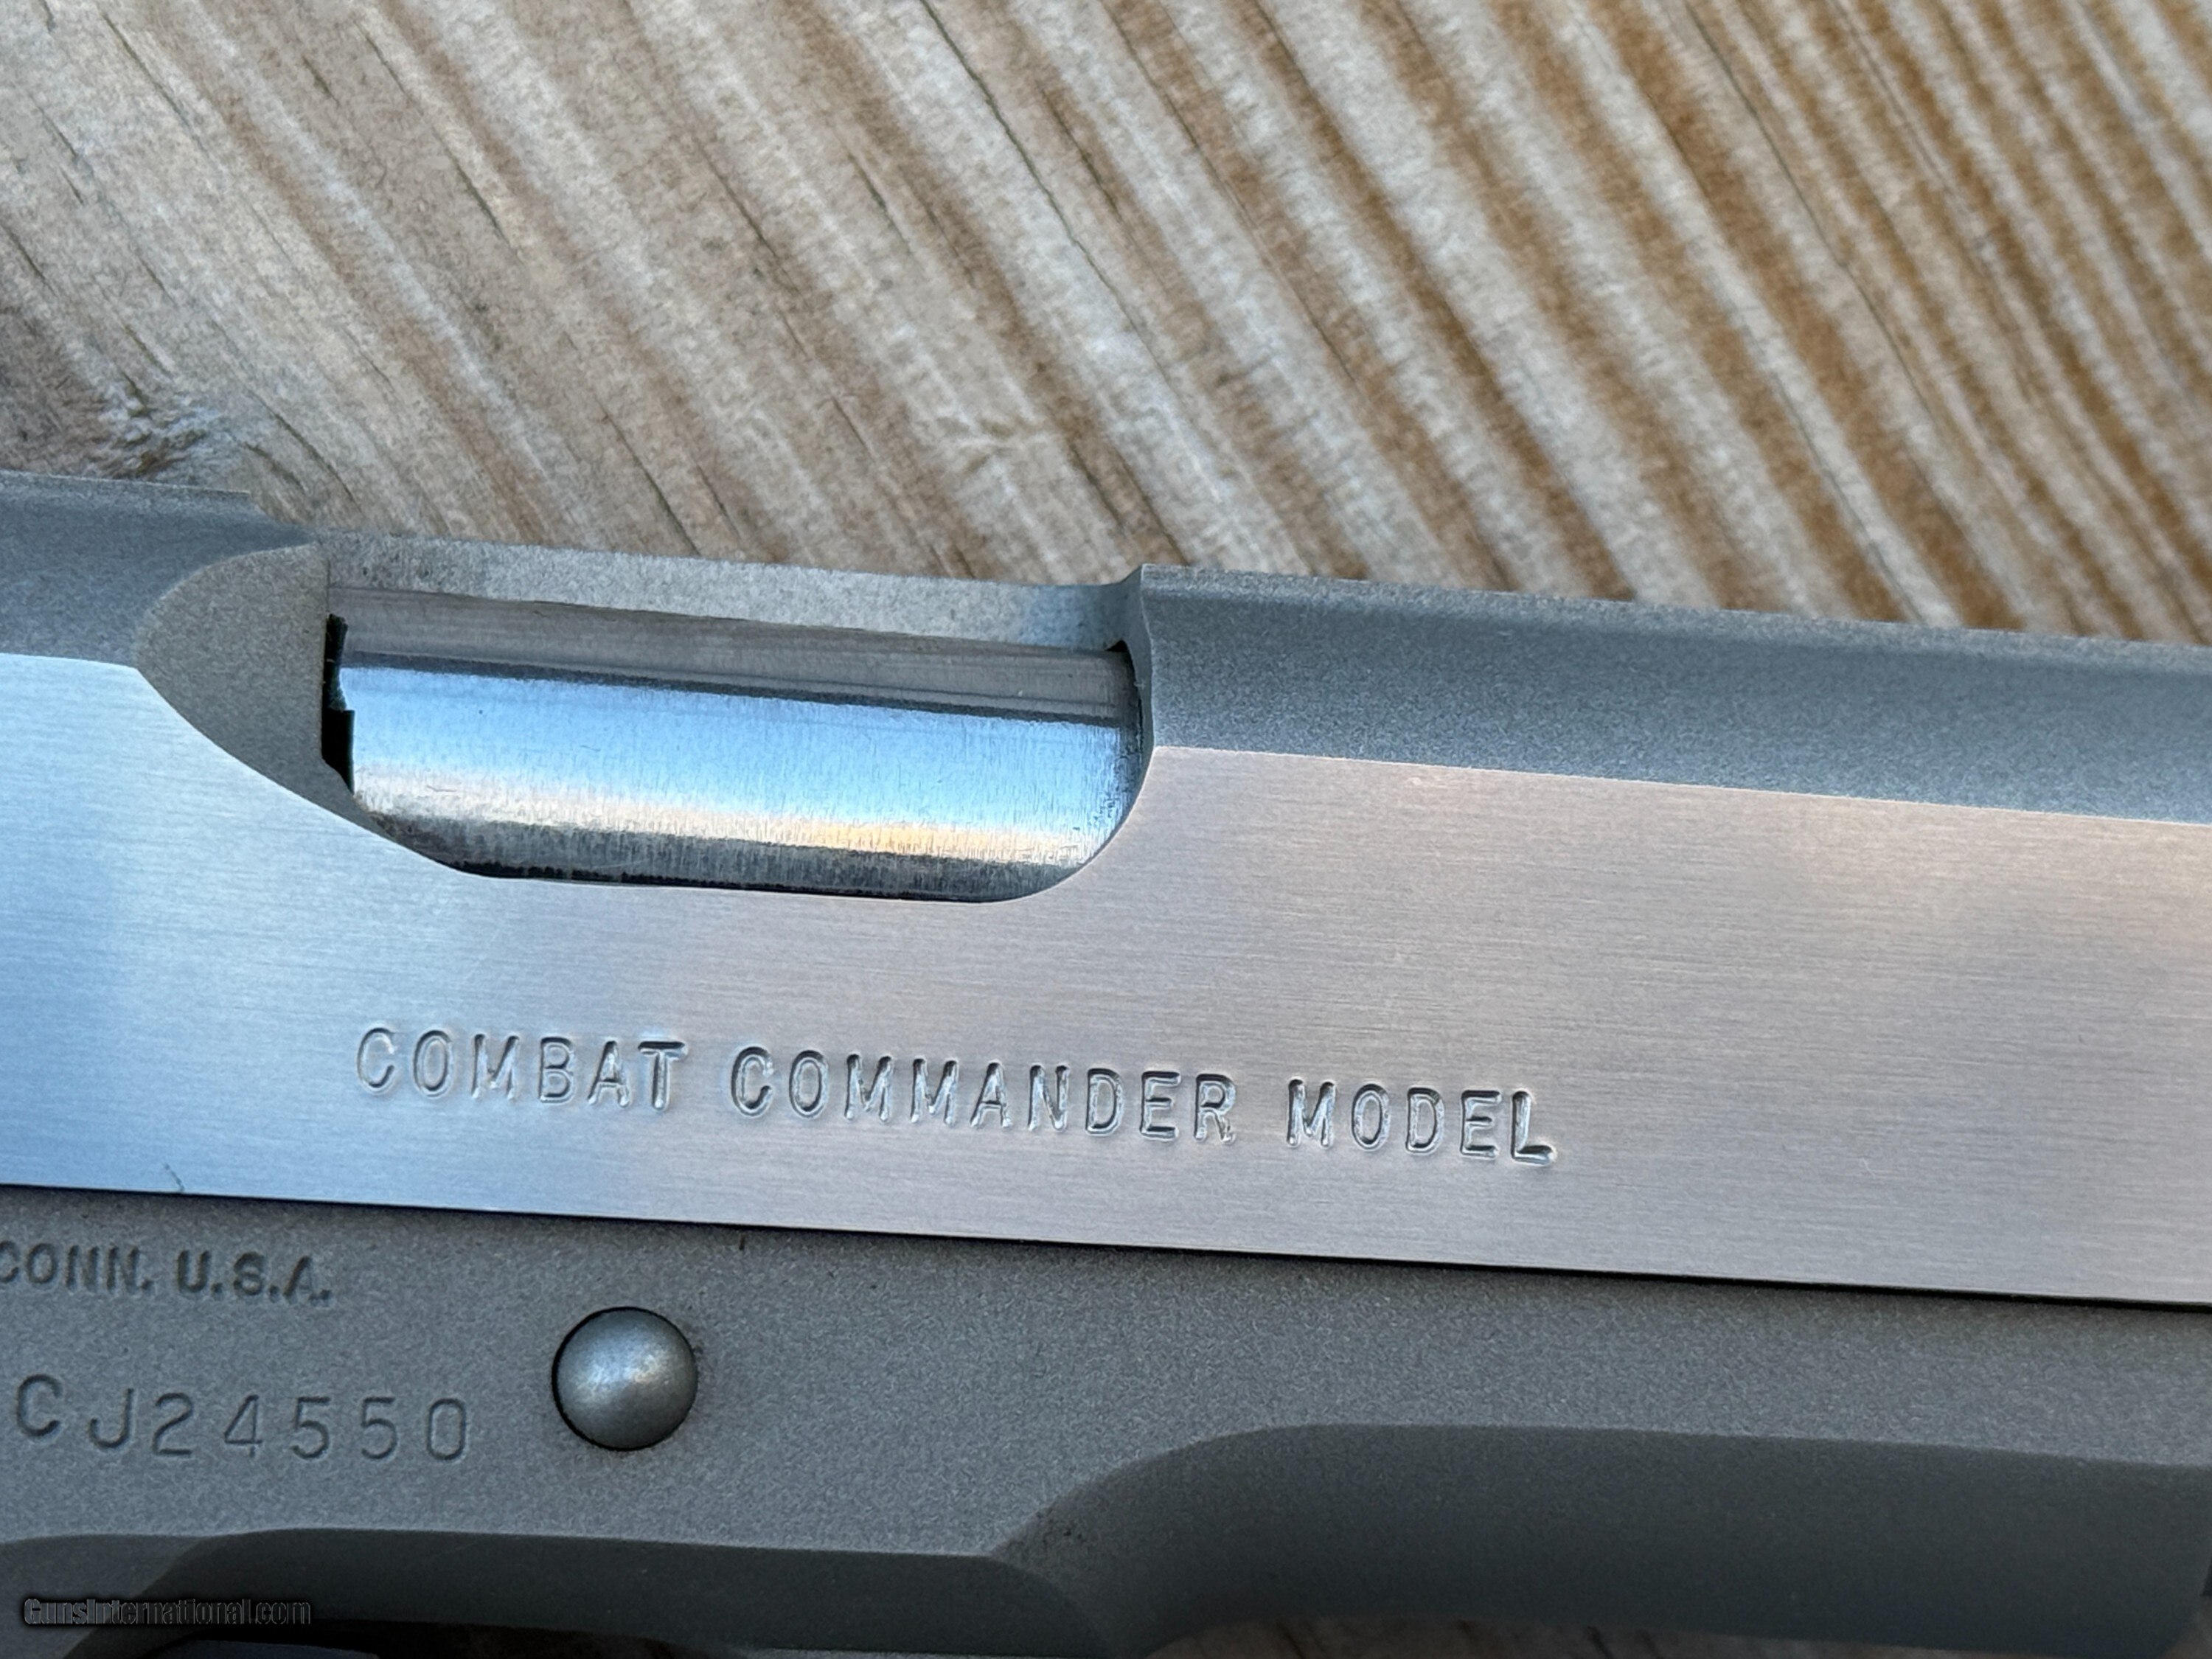 COMBAT COMMANDER MODEL
CONN. U.S.A.
CJ24550
GunsInternational.com